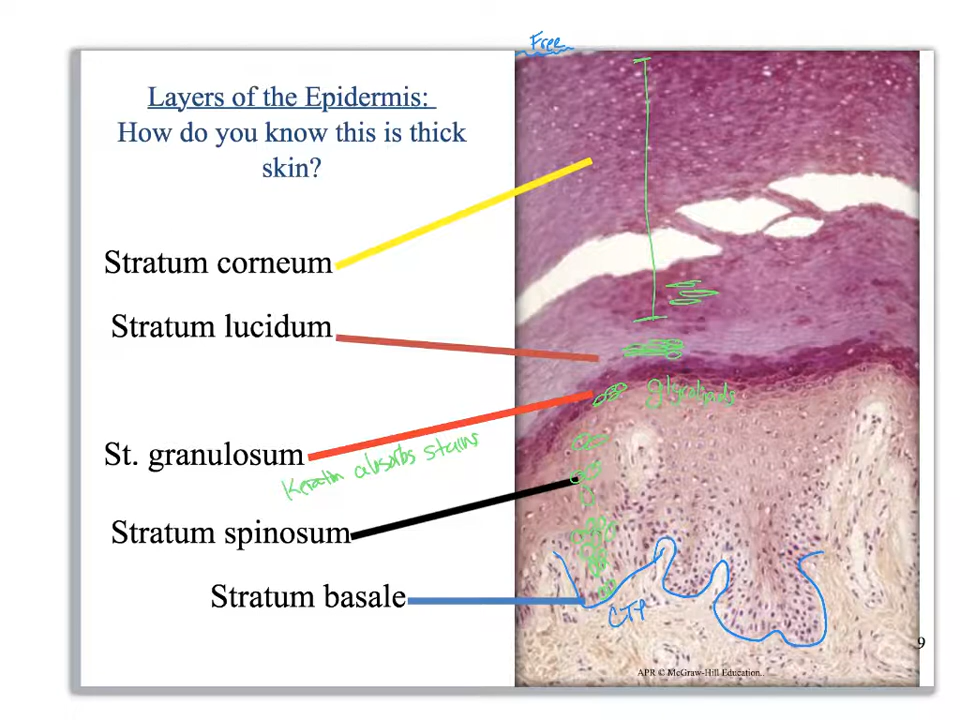 Free
Layers of the Epidermis:
How do you know this is thick
skin?
Stratum corneum
Stratum lucidum
glycolipids
St. granulosum
Keratin absorbs stains
Stratum spinosum
Stratum basale
CTP
9
APR © McGraw-Hill Education..